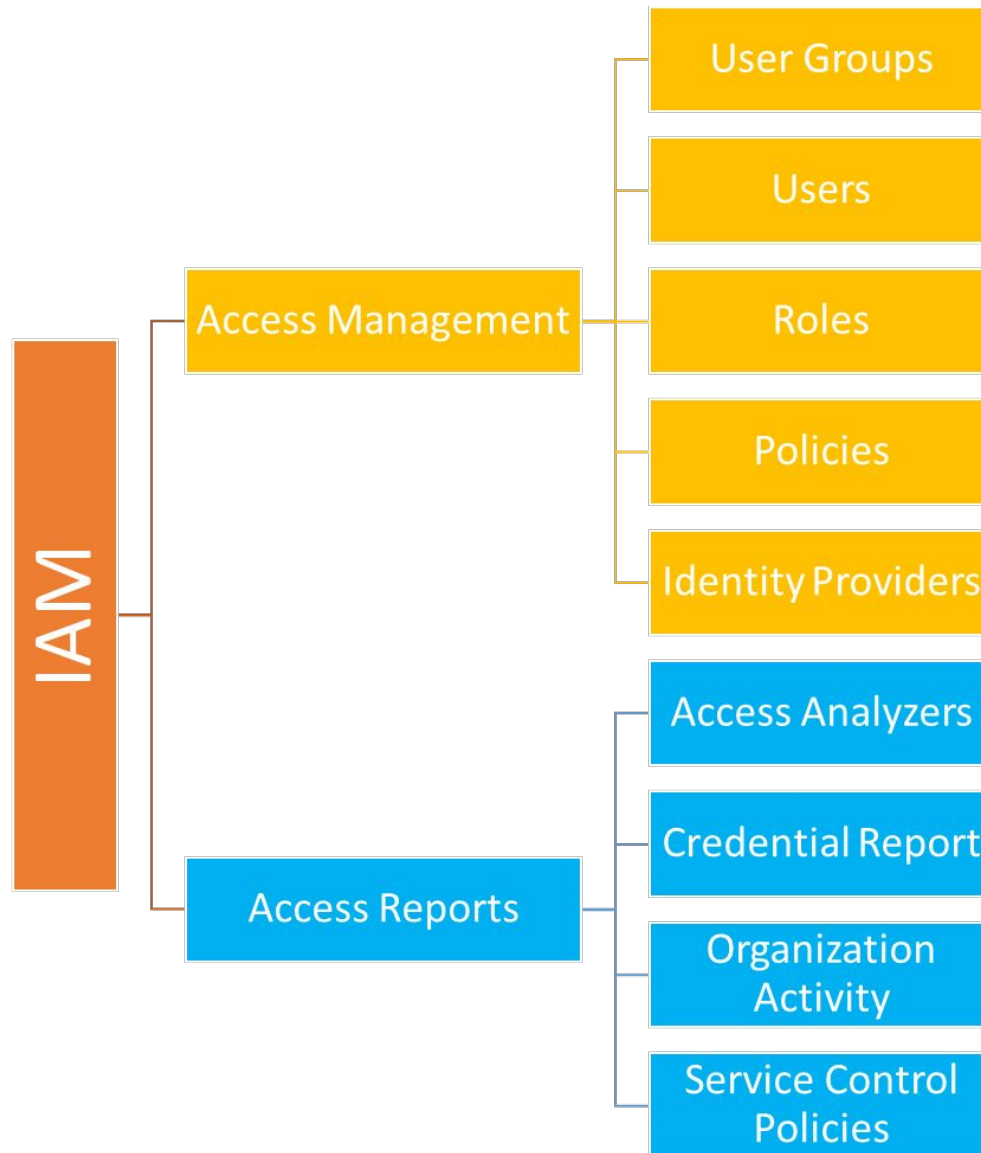 IAM
Access Management
User Groups
Users
Roles
Policies
Identity Providers
Access Reports
Access Analyzers
Credential Report
Organization
Activity
Service Control
Policies